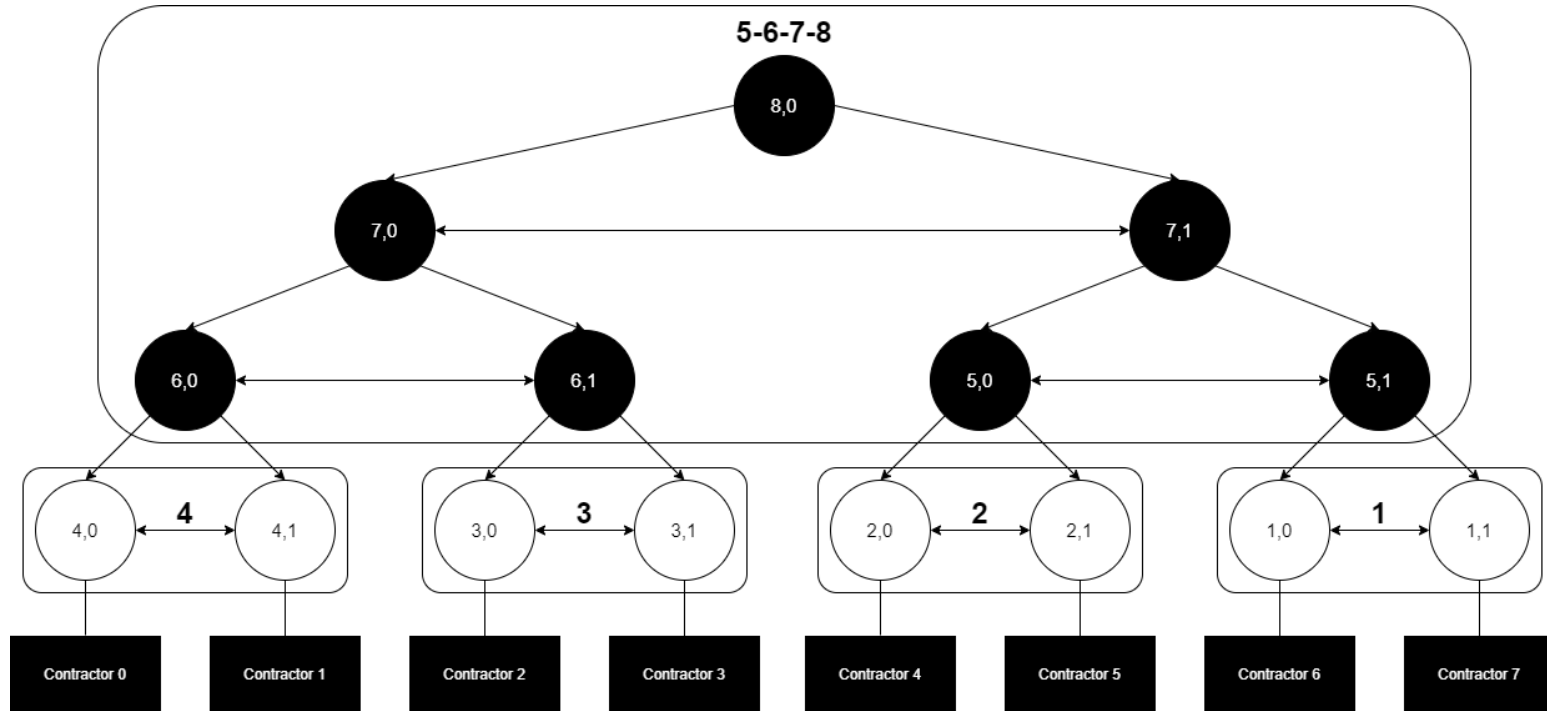 5-6-7-8
8,0
7,0
7,1
6,0
6,1
5,0
5,1
4,0
4
4,1
3,0
3
3,1
2,0
2
2,1
1,0
1
1,1
Contractor 0
Contractor 1
Contractor 2
Contractor 3
Contractor 4
Contractor 5
Contractor 6
Contractor 7